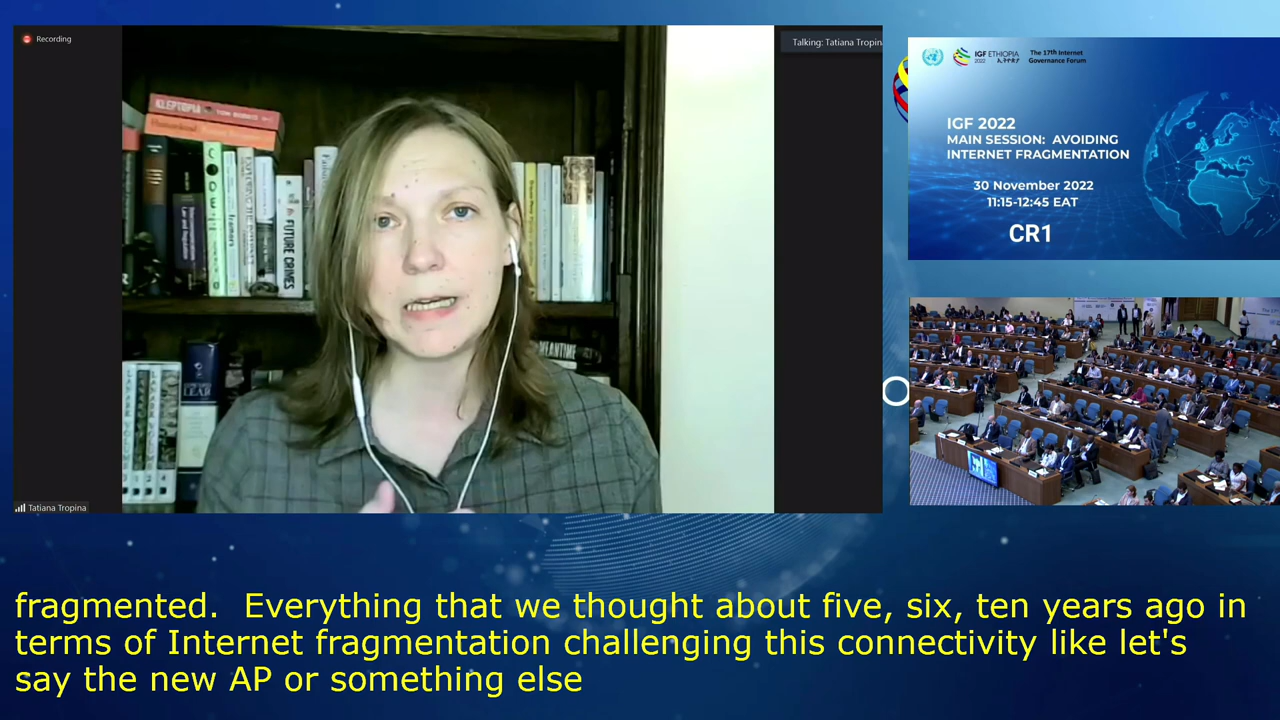 Recording
Talking: Tatiana Tropin
KLEPTOPIA
FUTURE CRIMES
Tatiana Tropina
IGF ETHIOPIA
2022 ኢትዮጵያ
The 17th Internet
Governance Forum
IGF 2022
MAIN SESSION: AVOIDING
INTERNET FRAGMENTATION
30 November 2022
11:15-12:45 EAT
CR1
fragmented. Everything that we thought about five, six, ten years ago in
terms of Internet fragmentation challenging this connectivity like let's
say the new AP or something else